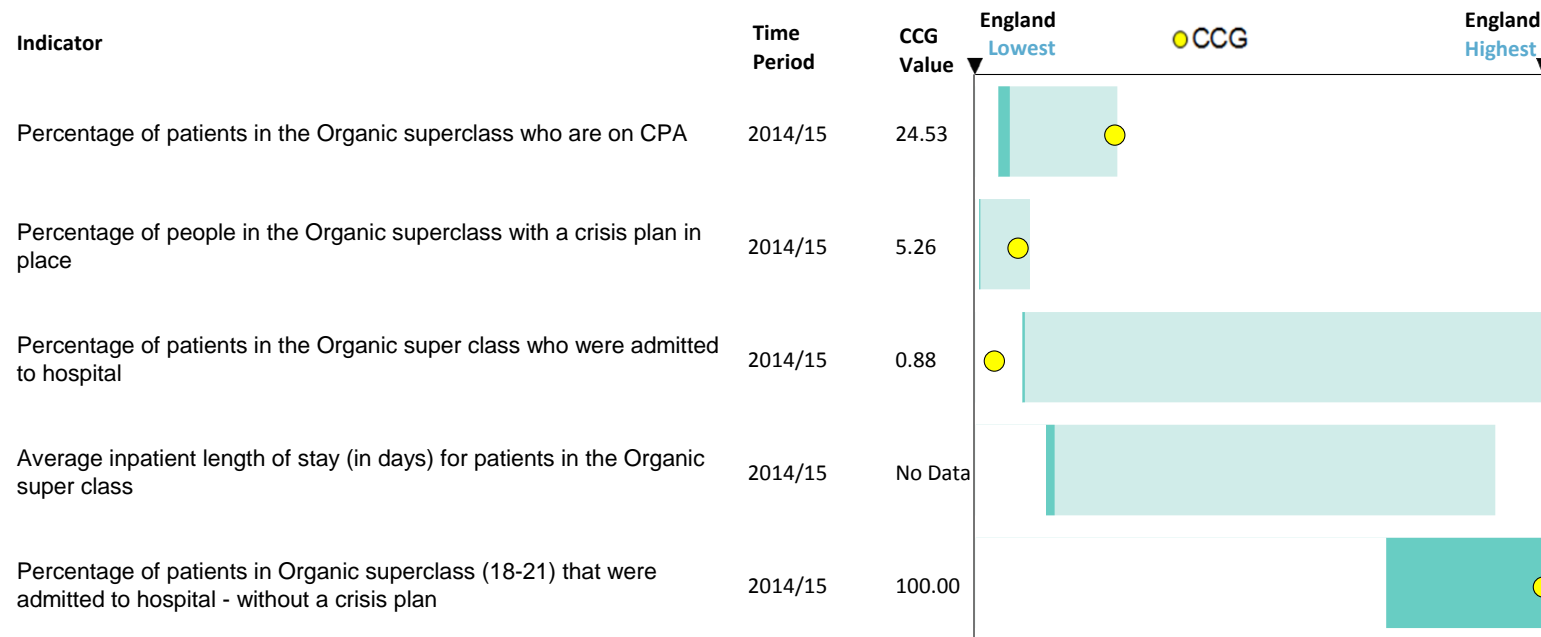 Indicator
Time Period
CCG Value
England Lowest
CCG
England Highest
Percentage of patients in the Organic superclass who are on CPA
2014/15
24.53
Percentage of people in the Organic superclass with a crisis plan in
place
2014/15
5.26
Percentage of patients in the Organic super class who were admitted
to hospital
2014/15
0.88
Average inpatient length of stay (in days) for patients in the Organic
super class
2014/15
No Data
Percentage of patients in Organic superclass (18-21) that were
admitted to hospital - without a crisis plan
2014/15
100.00